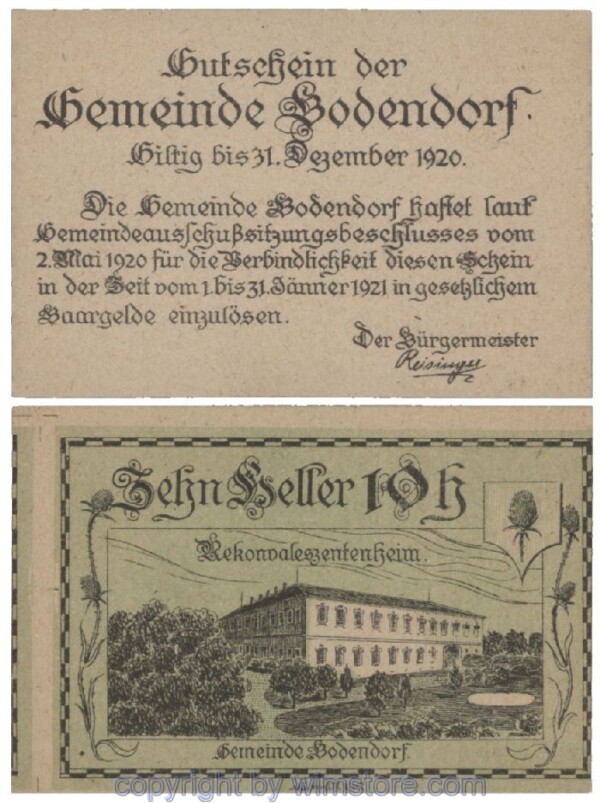 Gutschein der
Gemeinde Bodendorf.
Giltig bis 31. Dezember 1920.
Die Gemeinde Bodendorf haftet laut
Gemeindeausschußsitzungsbeschlusses vom
2. Mai 1920 für die Verbindlichkeit diesen Schein
in der Zeit vom 1. bis 31. Jänner 1921 in gesetzlichem
Baargelde einzulösen.
Der Bürgermeister
Reisinger
Zehn Heller 10 h
Rekonvaleszentenheim.
Gemeinde Bodendorf.
copyright by wimstore.com